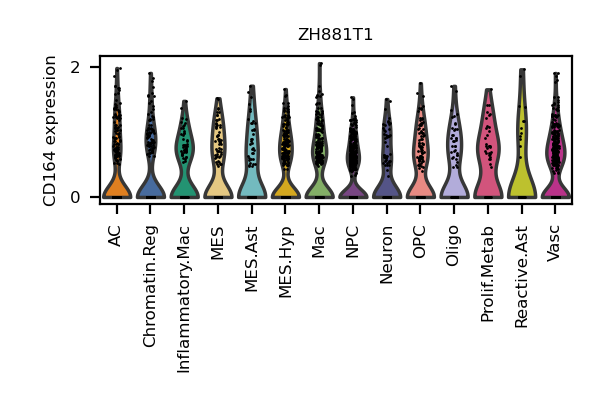 ZH881T1
CD164 expression
2
0
AC
Chromatin.Reg
Inflammatory.Mac
MES
MES.Ast
MES.Hyp
Mac
NPC
Neuron
OPC
Oligo
Prolif.Metab
Reactive.Ast
Vasc